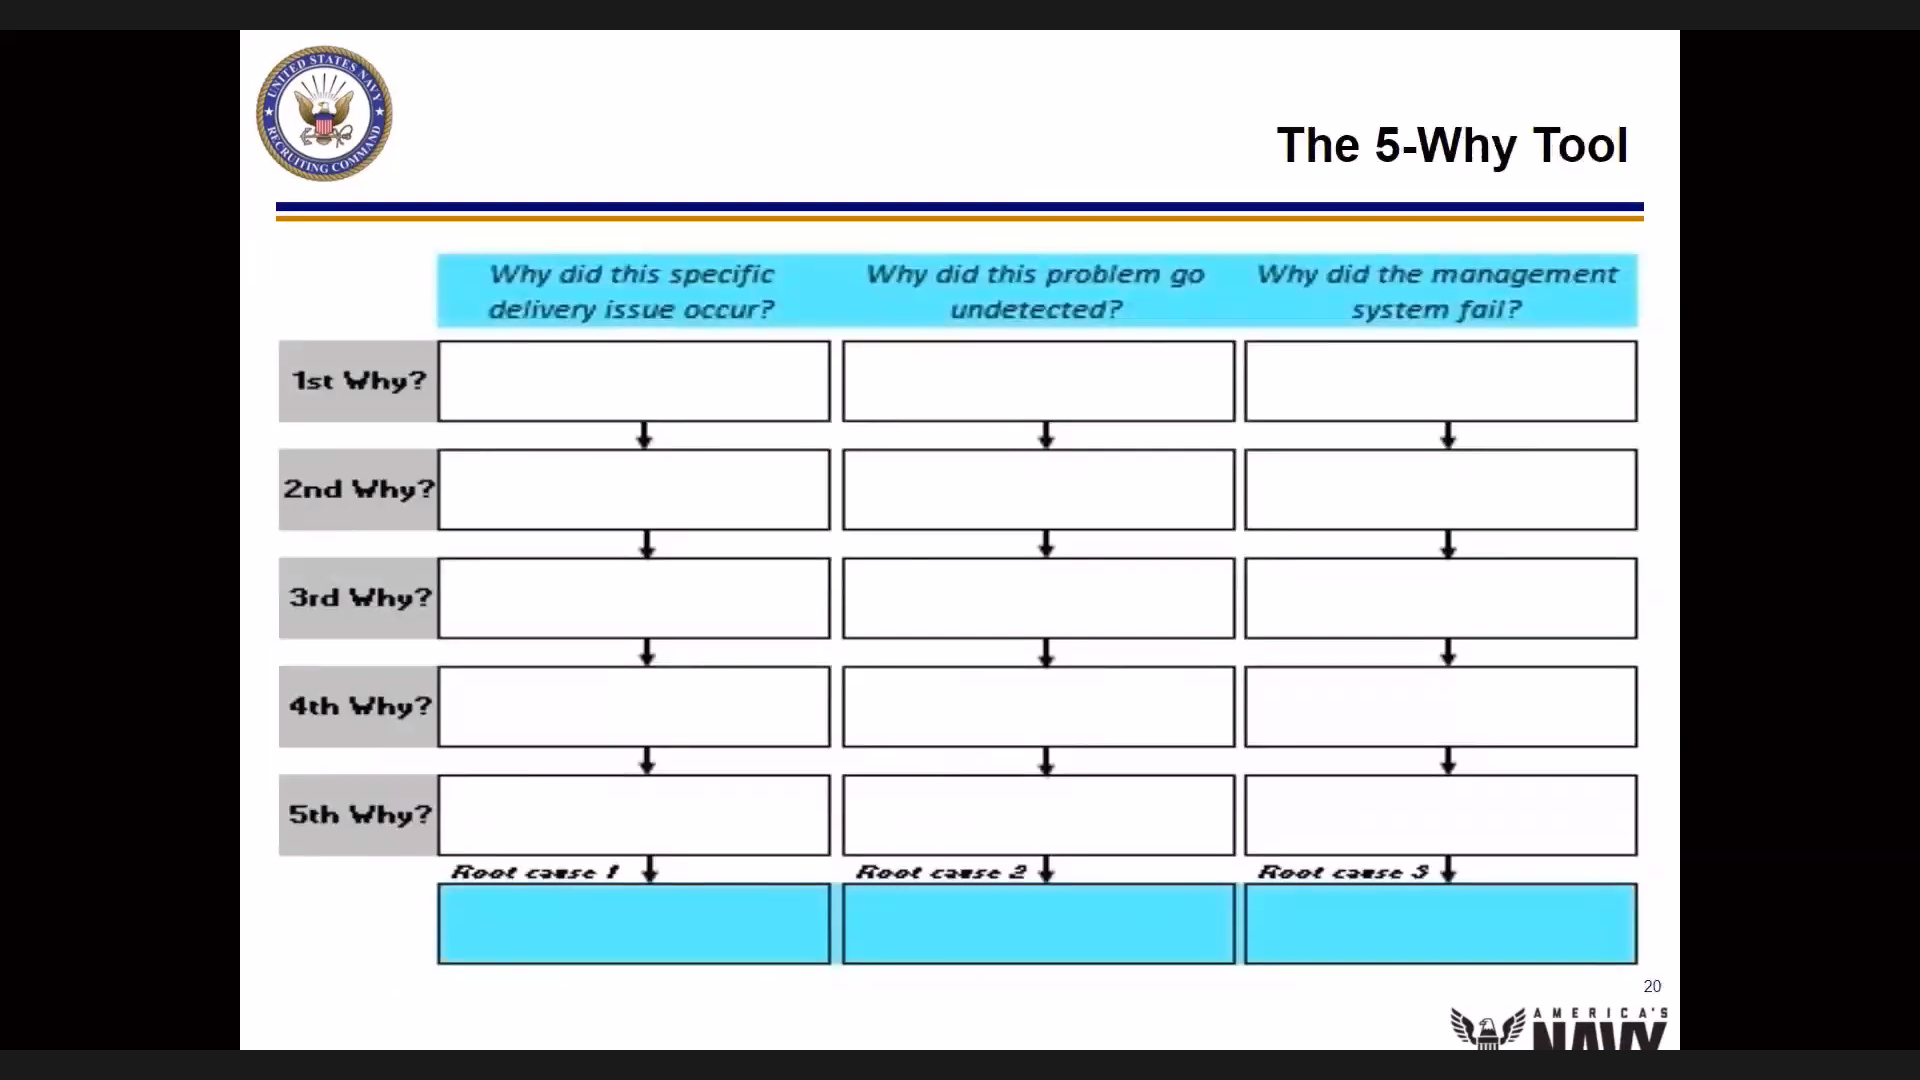 UNITED STATES NAVY
RECRUITING COMMAND
The 5-Why Tool
Why did this specific
delivery issue occur?
Why did this problem go
undetected?
Why did the management
system fail?
1st Why?
2nd Why?
3rd Why?
4th Why?
5th Why?
Root cause 1
Root cause 2
Root cause 3
20
AMERICA'S
NAVY